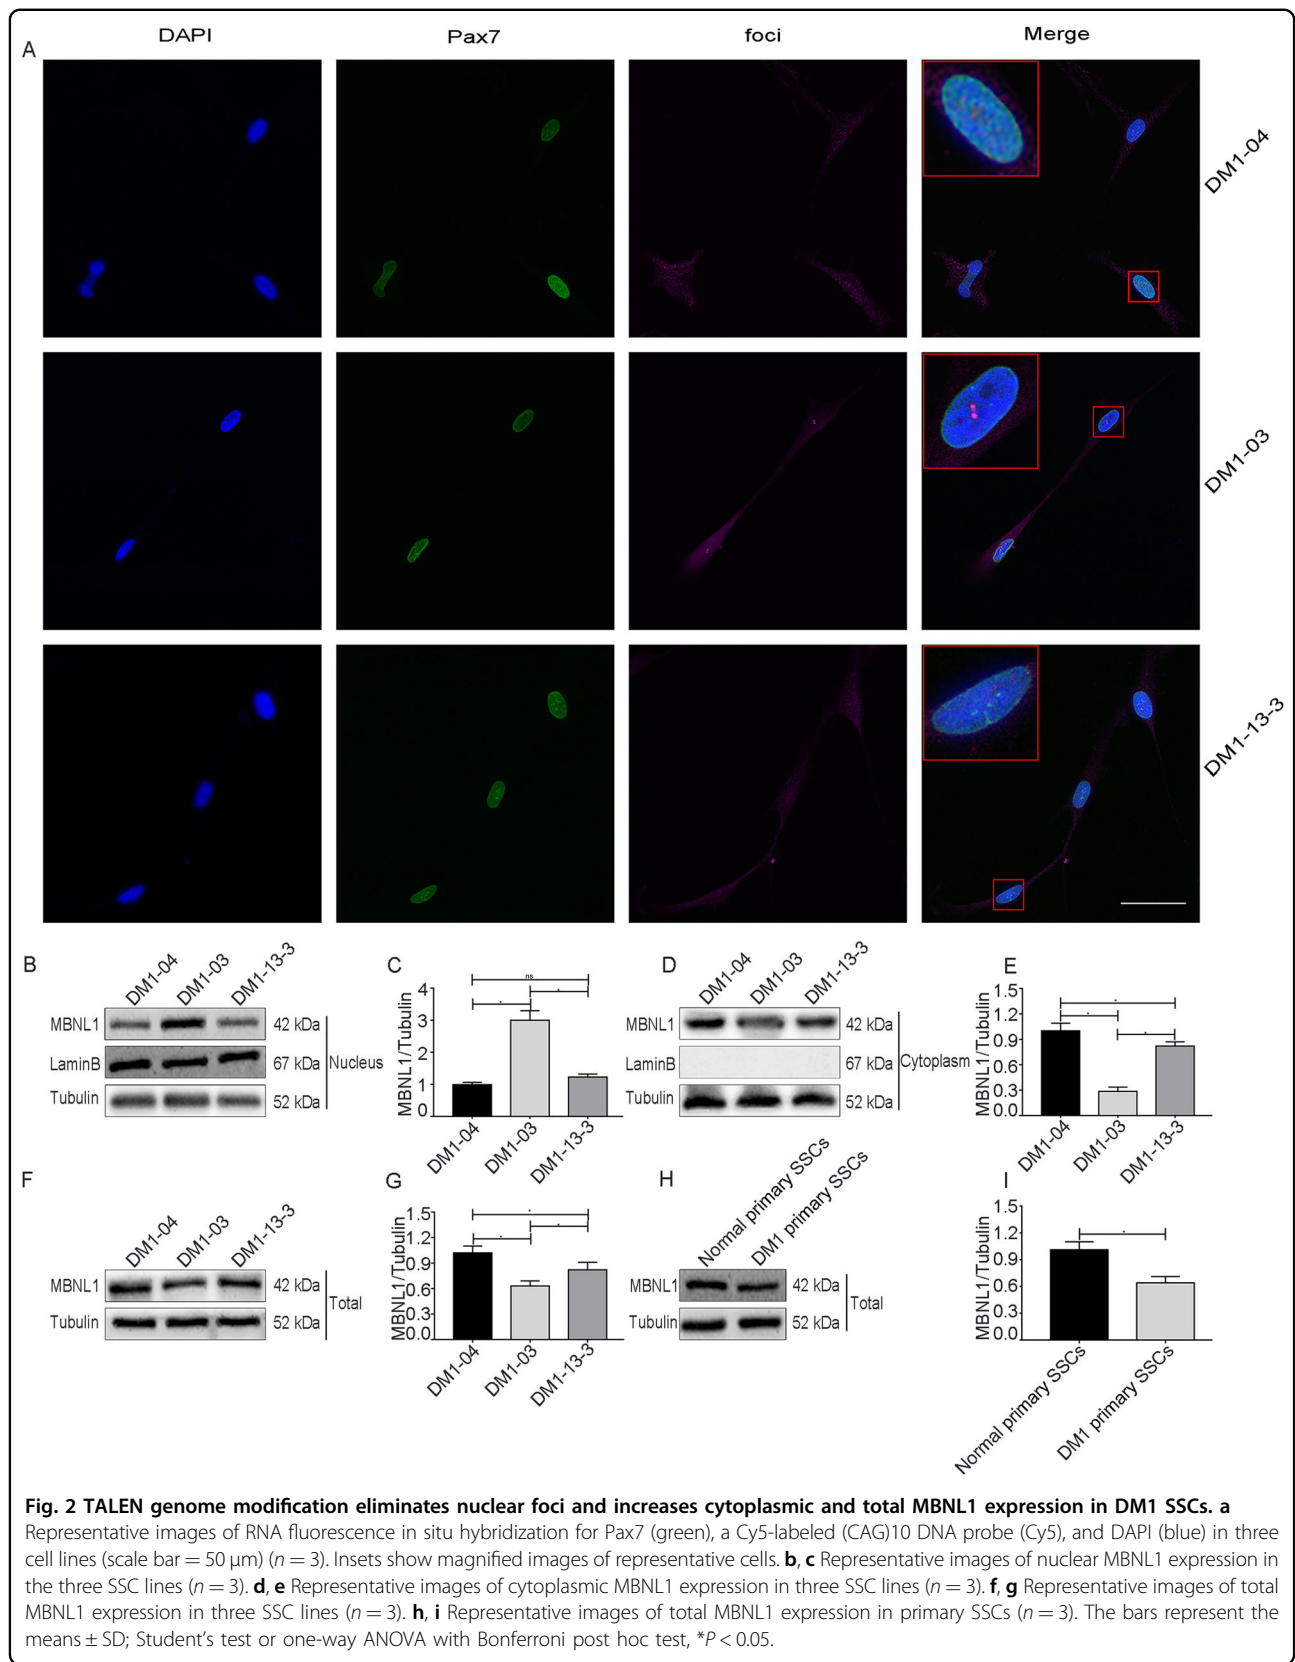 A
DAPI Pax7 foci Merge
DM1-04
DM1-03
DM1-13-3
B
DM1-04 DM1-03 DM1-13-3
MBNL1 42 kDa
LaminB 67 kDa
Tubulin 52 kDa
Nucleus
C
MBNL1/Tubulin
4
3
2
1
0
ns
*
*
DM1-04 DM1-03 DM1-13-3
D
DM1-04 DM1-03 DM1-13-3
MBNL1 42 kDa
LaminB 67 kDa
Tubulin 52 kDa
Cytoplasm
E
MBNL1/Tubulin
1.5
1.2
0.9
0.6
0.3
0.0
*
*
*
DM1-04 DM1-03 DM1-13-3
F
DM1-04 DM1-03 DM1-13-3
MBNL1 42 kDa
Tubulin 52 kDa
Total
G
MBNL1/Tubulin
1.5
1.2
0.9
0.6
0.3
0.0
*
*
*
DM1-04 DM1-03 DM1-13-3
H
Normal primary SSCs DM1 primary SSCs
MBNL1 42 kDa
Tubulin 52 kDa
Total
I
MBNL1/Tubulin
1.5
1.2
0.9
0.6
0.3
0.0
*
Normal primary SSCs DM1 primary SSCs
Fig. 2 TALEN genome modification eliminates nuclear foci and increases cytoplasmic and total MBNL1 expression in DM1 SSCs. a
Representative images of RNA fluorescence in situ hybridization for Pax7 (green), a Cy5-labeled (CAG)10 DNA probe (Cy5), and DAPI (blue) in three
cell lines (scale bar = 50 μm) (n = 3). Insets show magnified images of representative cells. b, c Representative images of nuclear MBNL1 expression in
the three SSC lines (n = 3). d, e Representative images of cytoplasmic MBNL1 expression in three SSC lines (n = 3). f, g Representative images of total
MBNL1 expression in three SSC lines (n = 3). h, i Representative images of total MBNL1 expression in primary SSCs (n = 3). The bars represent the
means ± SD; Student's test or one-way ANOVA with Bonferroni post hoc test, *P < 0.05.